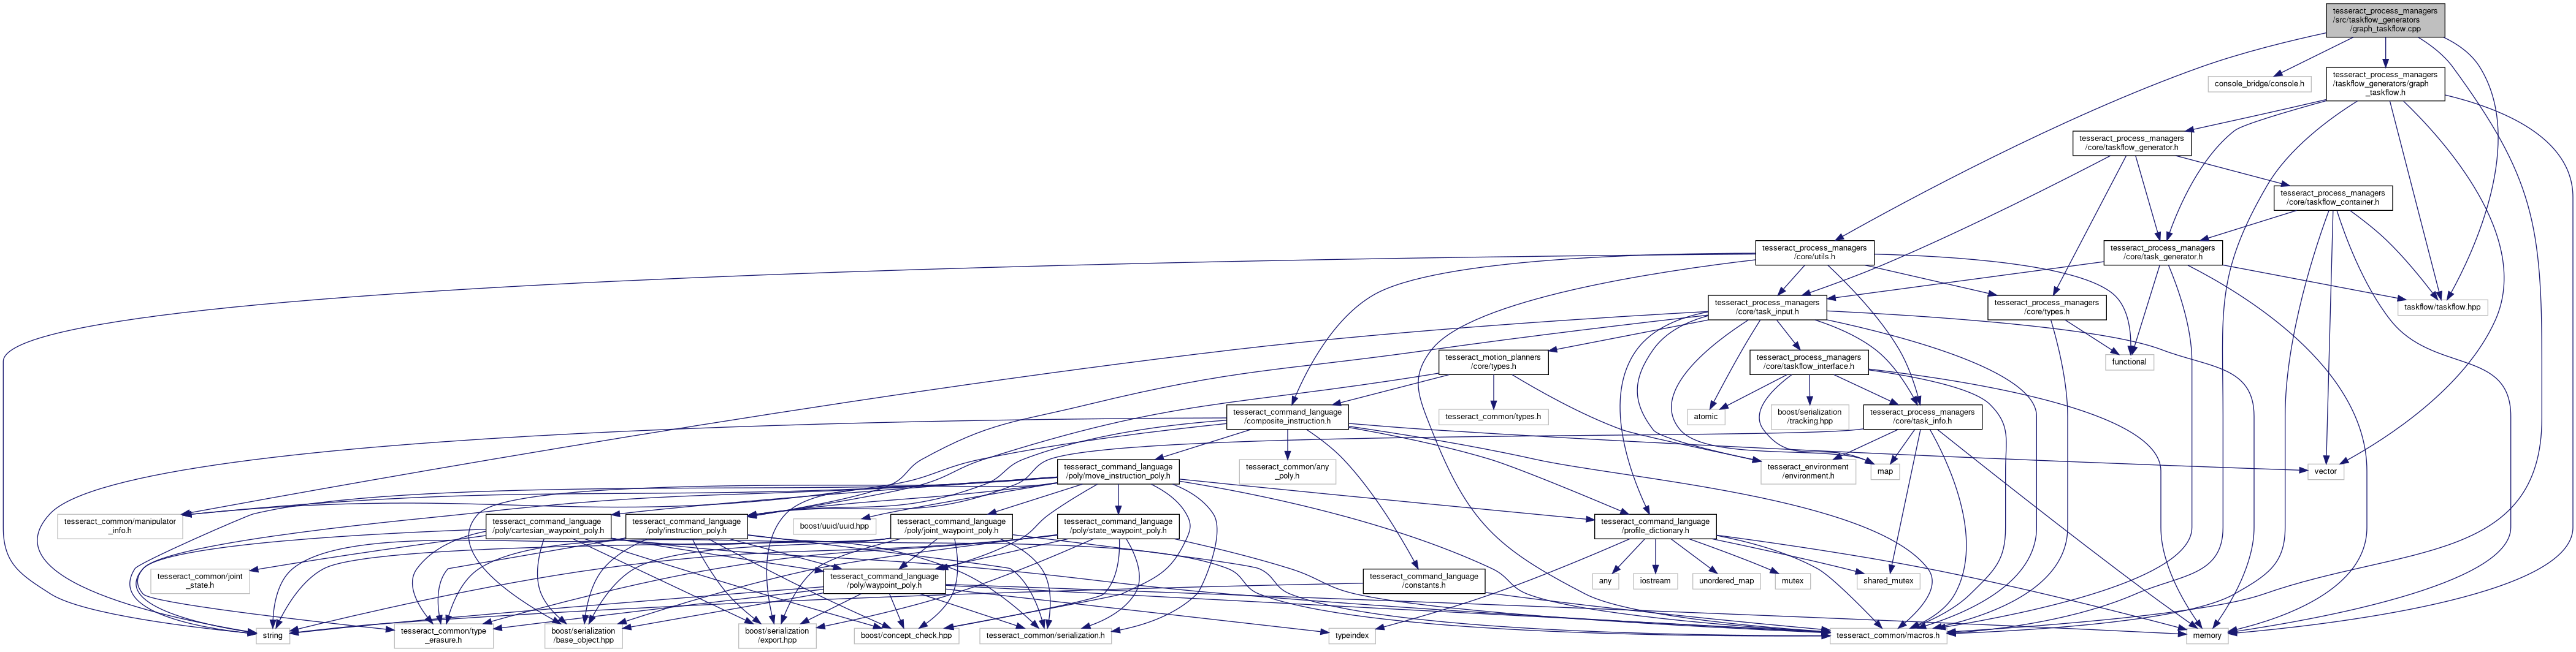 tesseract_process_managers
/src/taskflow_generators
/graph_taskflow.cpp
console_bridge/console.h
tesseract_process_managers
/taskflow_generators/graph
_taskflow.h
tesseract_process_managers
/core/taskflow_generator.h
tesseract_process_managers
/core/taskflow_container.h
tesseract_process_managers
/core/utils.h
tesseract_process_managers
/core/task_generator.h
tesseract_process_managers
/core/task_input.h
tesseract_process_managers
/core/types.h
taskflow/taskflow.hpp
tesseract_motion_planners
/core/types.h
tesseract_process_managers
/core/taskflow_interface.h
functional
tesseract_command_language
/composite_instruction.h
tesseract_common/types.h
atomic
boost/serialization
/tracking.hpp
tesseract_process_managers
/core/task_info.h
tesseract_command_language
/poly/move_instruction_poly.h
tesseract_common/any
_poly.h
tesseract_environment
/environment.h
map
vector
tesseract_common/manipulator
_info.h
tesseract_command_language
/poly/cartesian_waypoint_poly.h
tesseract_command_language
/poly/instruction_poly.h
boost/uuid/uuid.hpp
tesseract_command_language
/poly/joint_waypoint_poly.h
tesseract_command_language
/poly/state_waypoint_poly.h
tesseract_command_language
/profile_dictionary.h
tesseract_common/joint
_state.h
tesseract_command_language
/poly/waypoint_poly.h
tesseract_command_language
/constants.h
any
iostream
unordered_map
mutex
shared_mutex
string
tesseract_common/type
_erasure.h
boost/serialization
/base_object.hpp
boost/serialization
/export.hpp
boost/concept_check.hpp
tesseract_common/serialization.h
typeindex
tesseract_common/macros.h
memory